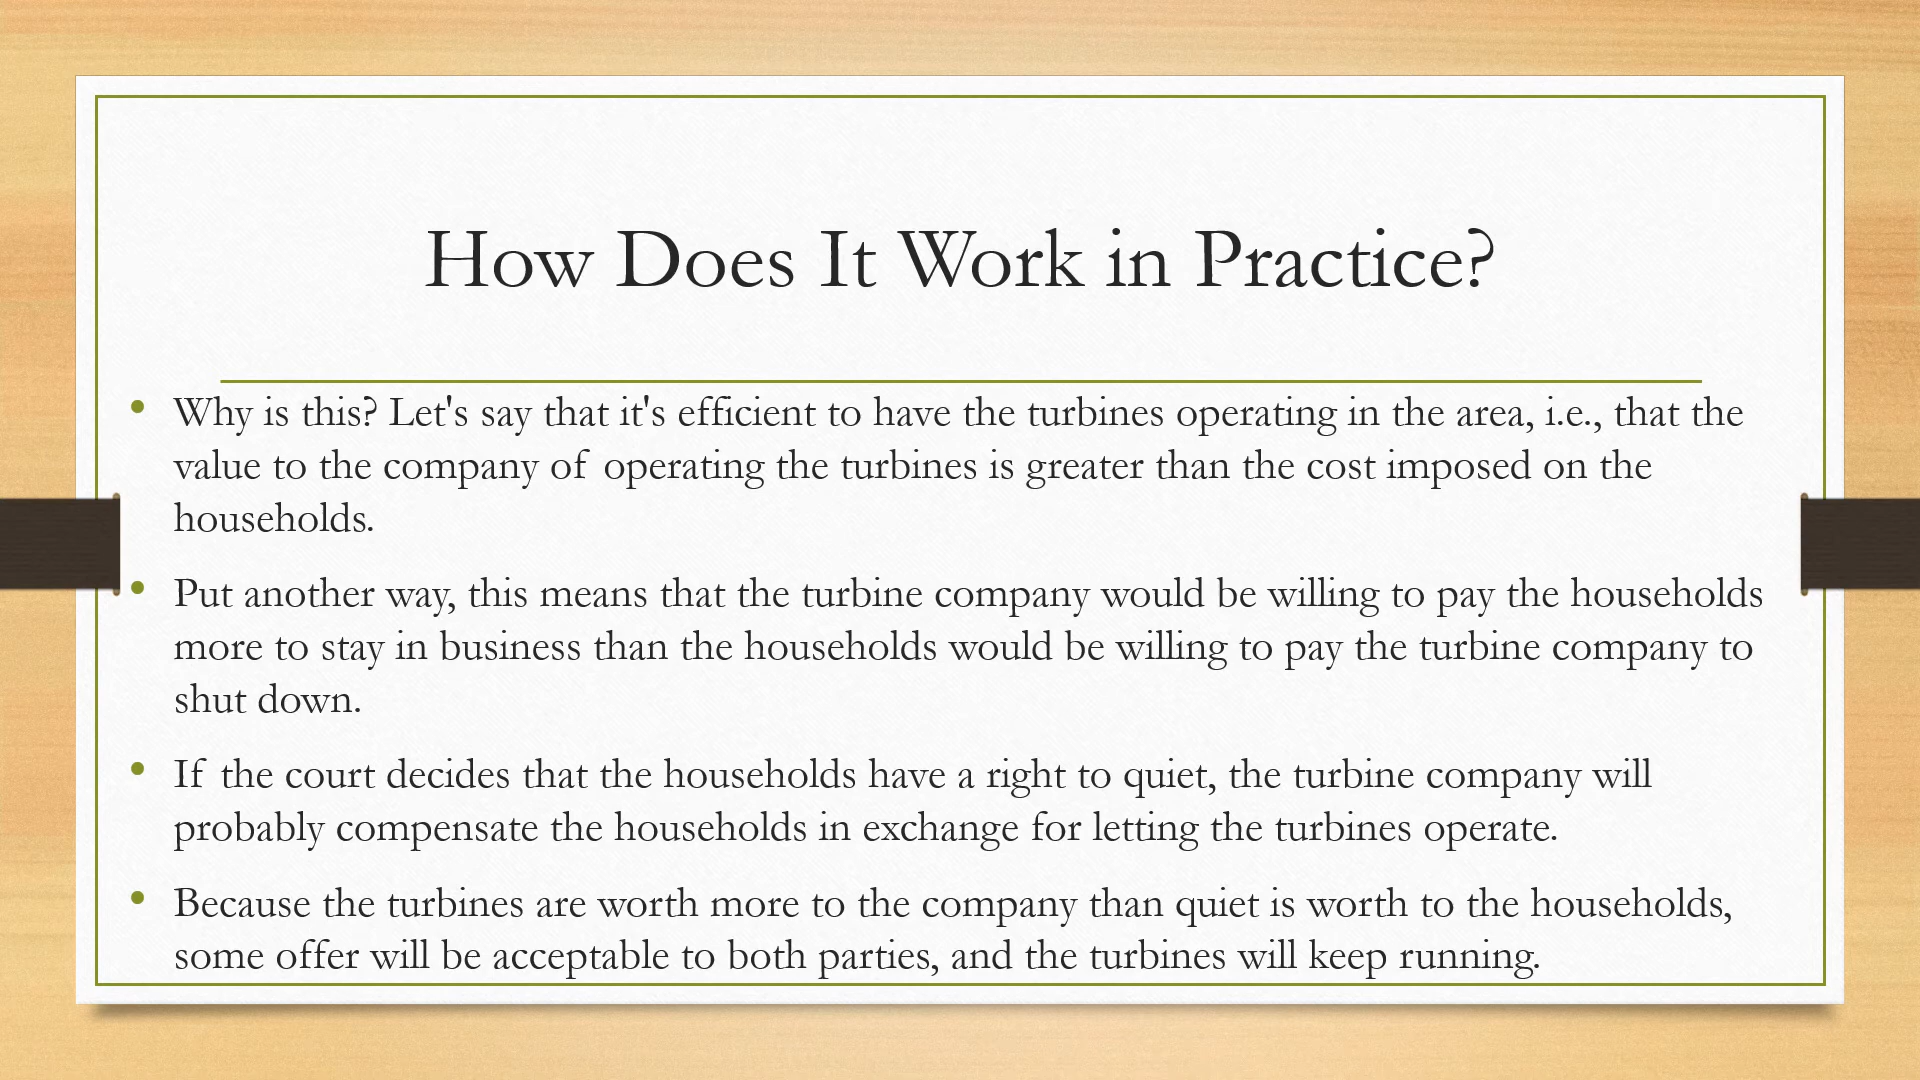 How Does It Work in Practice?
• Why is this? Let's say that it's efficient to have the turbines operating in the area, i.e., that the
value to the company of operating the turbines is greater than the cost imposed on the
households.
• Put another way, this means that the turbine company would be willing to pay the households
more to stay in business than the households would be willing to pay the turbine company to
shut down.
• If the court decides that the households have a right to quiet, the turbine company will
probably compensate the households in exchange for letting the turbines operate.
• Because the turbines are worth more to the company than quiet is worth to the households,
some offer will be acceptable to both parties, and the turbines will keep running.